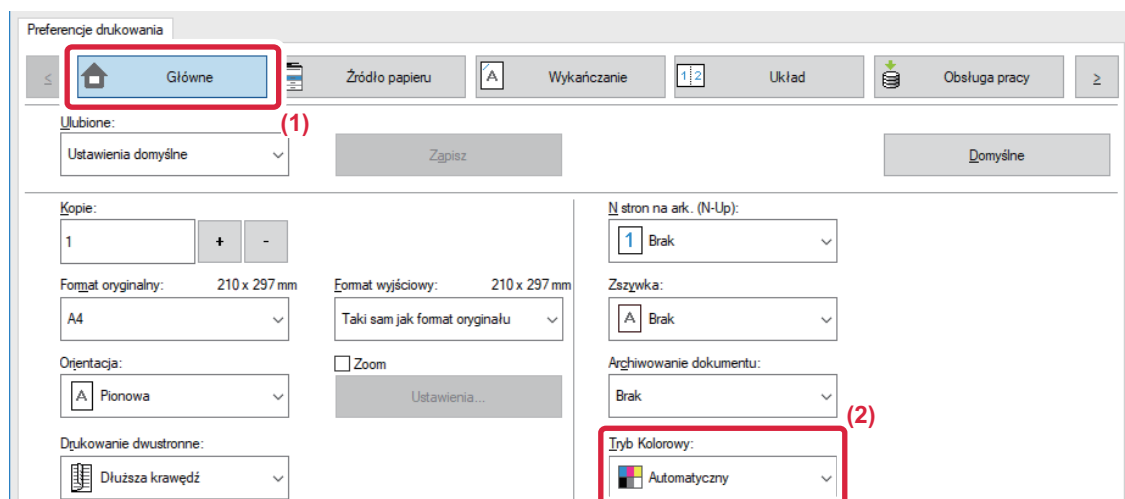 Preferencje drukowania
≤ Główne Źródło papieru Wykańczanie 1 2 Układ Obsługa pracy ≥
(1)
Ulubione:
Ustawienia domyślne Zapisz Domyślne
Kopie: N stron na ark. (N-Up):
1 + - 1 Brak
Format oryginalny: 210 x 297 mm Format wyjściowy: 210 x 297 mm Zszywka:
A4 Taki sam jak format oryginału A Brak
Orientacja: Zoom Archiwowanie dokumentu:
A Pionowa Ustawienia... Brak
(2)
Drukowanie dwustronne: Tryb Kolorowy:
Dłuższa krawędź Automatyczny